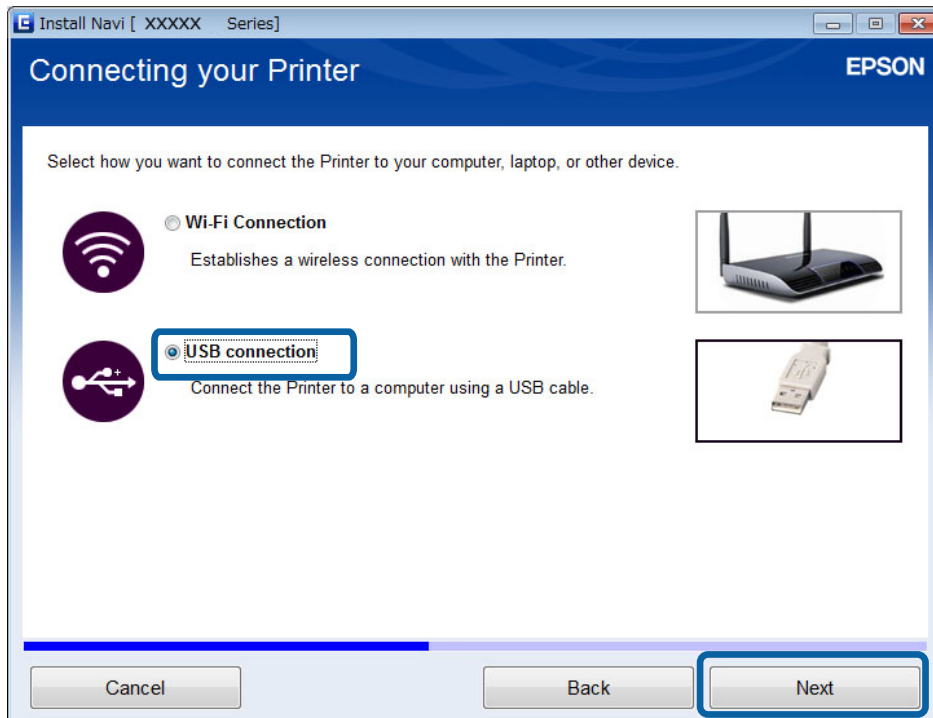 Install Navi [ XXXXX Series]
Connecting your Printer
EPSON
Select how you want to connect the Printer to your computer, laptop, or other device.
Wi-Fi Connection
Establishes a wireless connection with the Printer.
USB connection
Connect the Printer to a computer using a USB cable.
Cancel
Back
Next